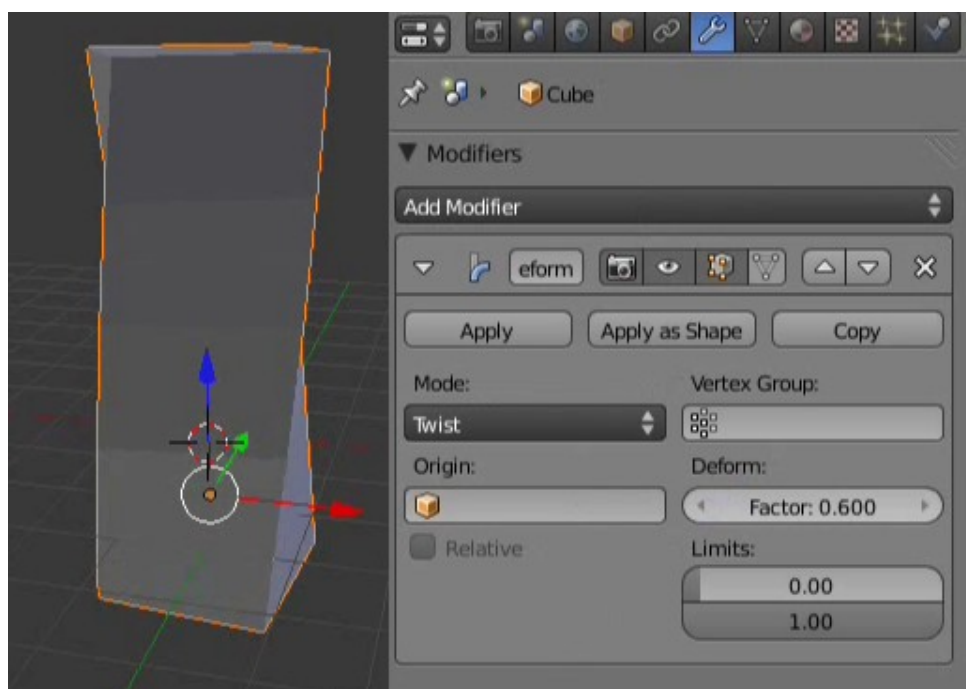 Cube
Modifiers
Add Modifier
eform
Apply Apply as Shape Copy
Mode: Vertex Group:
Twist
Origin: Deform:
Factor: 0.600
Relative Limits:
0.00
1.00